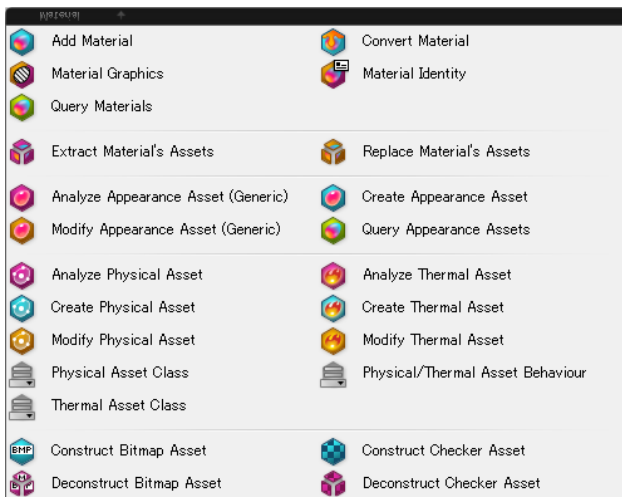 Material
Add Material
Convert Material
Material Graphics
Material Identity
Query Materials
Extract Material's Assets
Replace Material's Assets
Analyze Appearance Asset (Generic)
Create Appearance Asset
Modify Appearance Asset (Generic)
Query Appearance Assets
Analyze Physical Asset
Analyze Thermal Asset
Create Physical Asset
Create Thermal Asset
Modify Physical Asset
Modify Thermal Asset
Physical Asset Class
Physical/Thermal Asset Behaviour
Thermal Asset Class
BMP
Construct Bitmap Asset
Construct Checker Asset
Deconstruct Bitmap Asset
Deconstruct Checker Asset